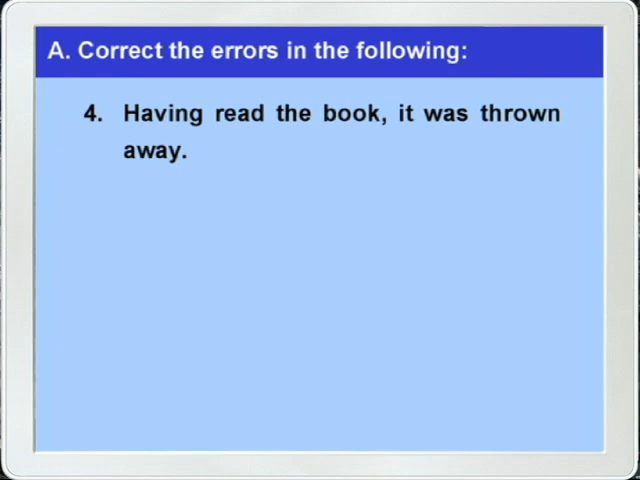 A. Correct the errors in the following:
4. Having read the book, it was thrown
away.